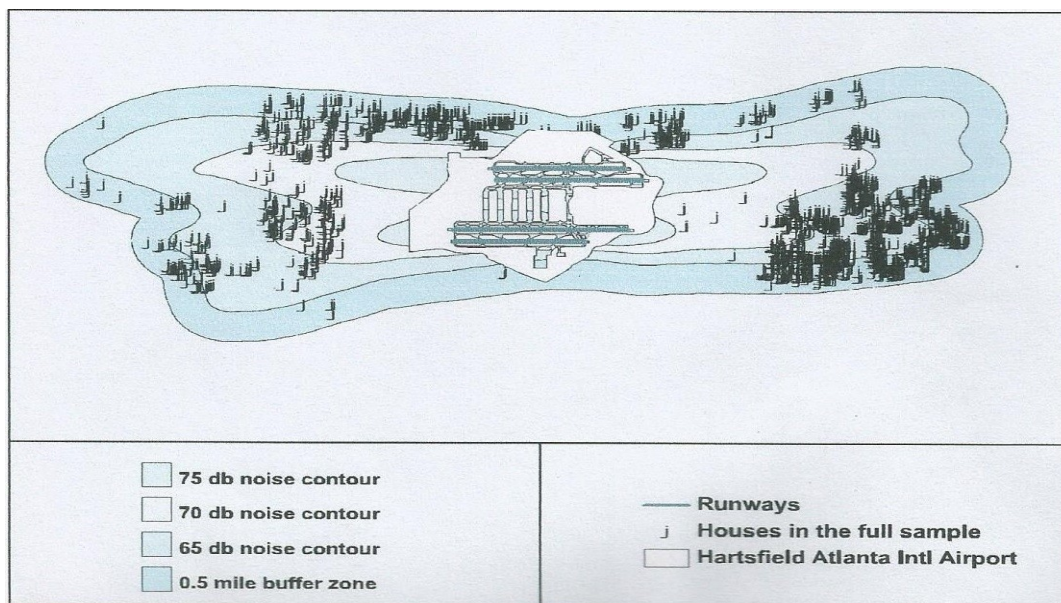 75 db noise contour
70 db noise contour
65 db noise contour
0.5 mile buffer zone
Runways
j Houses in the full sample
Hartsfield Atlanta Intl Airport